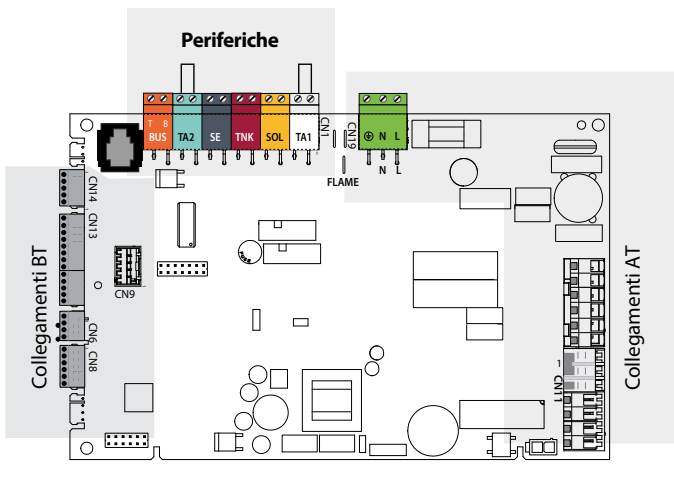 Periferiche
T B
BUS
TA2
SE
TNK
SOL
TA1
CN1
CN19
N L
N L
FLAME
CN14
CN13
CN9
CN6
CN8
Collegamenti BT
Collegamenti AT
1
CN11